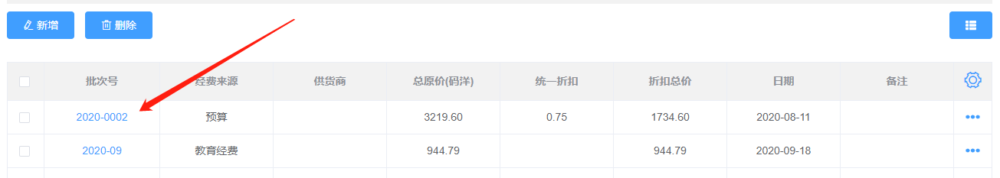 新增 删除
批次号 经费来源 供货商 总原价(码洋) 统一折扣 折扣总价 日期 备注
2020-0002 预算 3219.60 0.75 1734.60 2020-08-11
2020-09 教育经费 944.79 944.79 2020-09-18